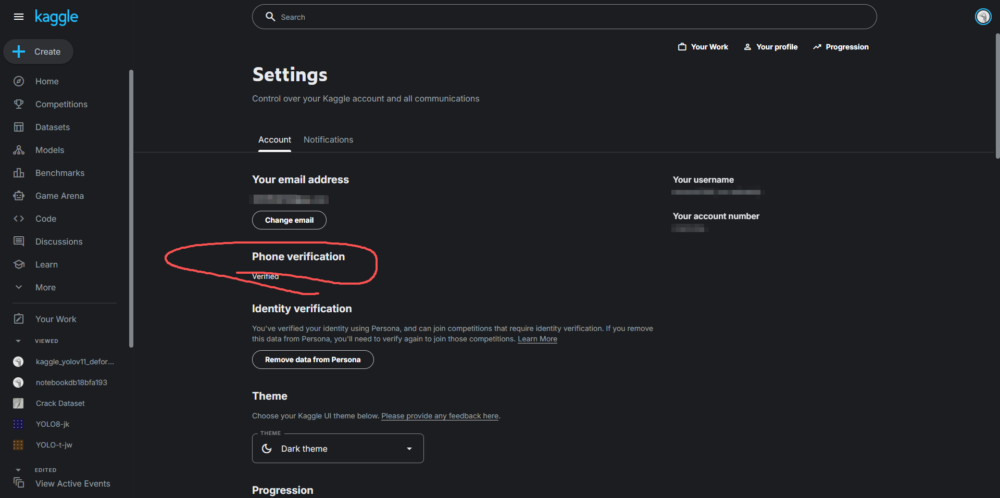 kaggle
Search
Create
Your Work
Your profile
Progression
Settings
Control over your Kaggle account and all communications
Home
Competitions
Datasets
Models
Benchmarks
Game Arena
Code
Discussions
Learn
More
Your Work
VIEWED
kaggle_yolov11_defor...
notebookdb18bfa193
Crack Dataset
YOLO8-jk
YOLO-t-jw
EDITED
View Active Events
Account
Notifications
Your email address
Change email
Your username
Your account number
Phone verification
Verified
Identity verification
You've verified your identity using Persona, and can join competitions that require identity verification. If you remove
this data from Persona, you'll need to verify again to join those competitions. Learn More
Remove data from Persona
Theme
Choose your Kaggle UI theme below. Please provide any feedback here.
THEME
Dark theme
Progression